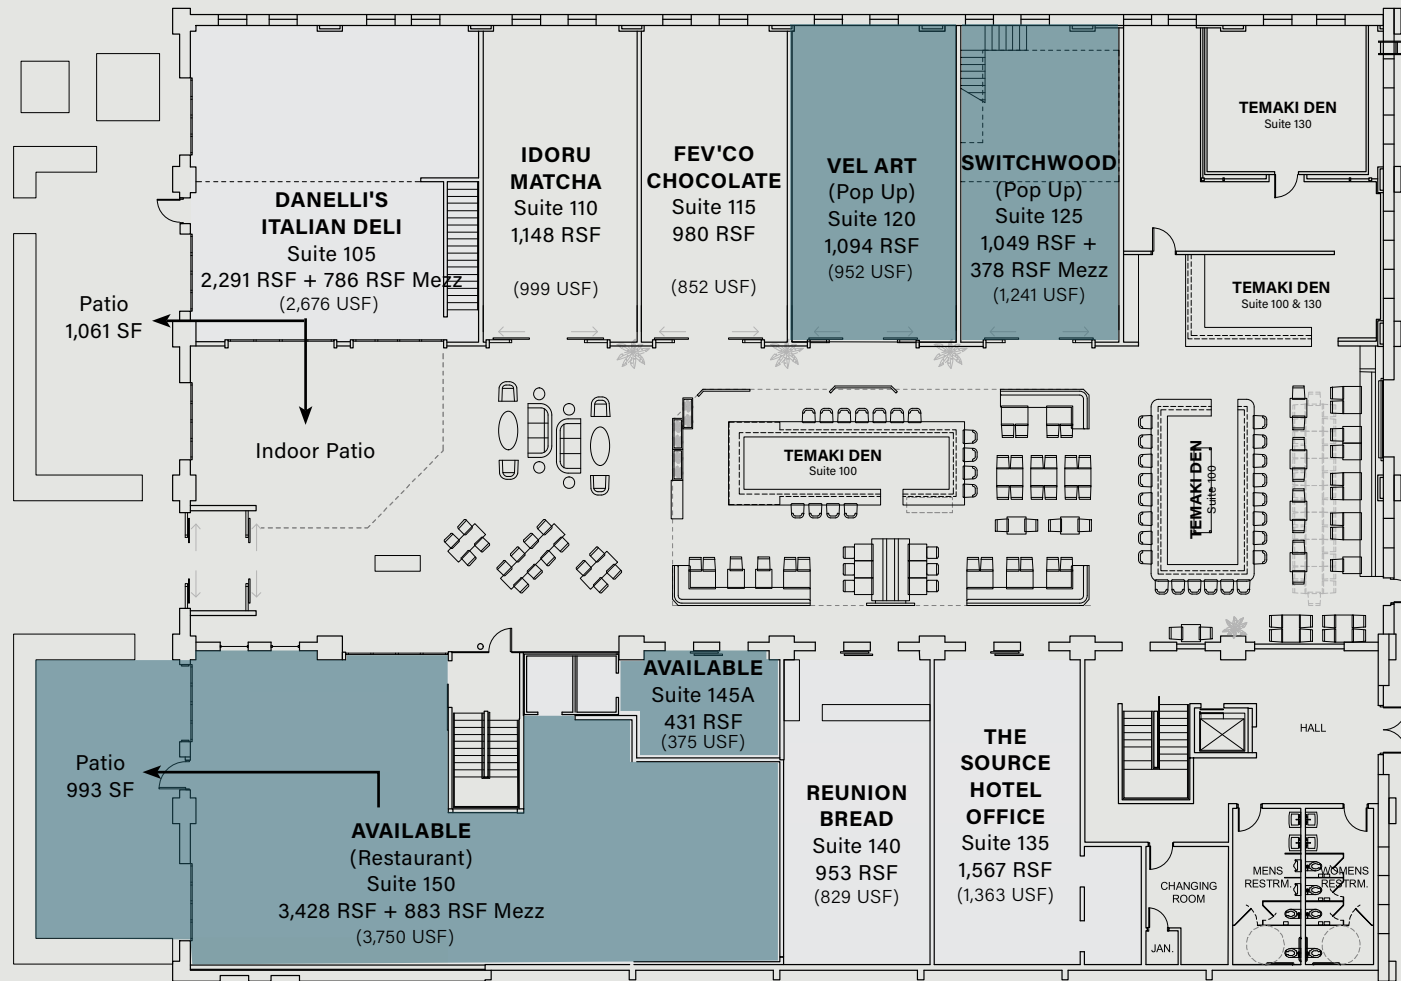 DANELLI'S
ITALIAN DELI
Suite 105
2,291 RSF + 786 RSF Mezz
(2,676 USF)
IDORU
MATCHA
Suite 110
1,148 RSF
(999 USF)
FEV'CO
CHOCOLATE
Suite 115
980 RSF
(852 USF)
VEL ART
(Pop Up)
Suite 120
1,094 RSF
(952 USF)
SWITCHWOOD
(Pop Up)
Suite 125
1,049 RSF +
378 RSF Mezz
(1,241 USF)
TEMAKI DEN
Suite 130
TEMAKI DEN
Suite 100 & 130
Patio
1,061 SF
Indoor Patio
TEMAKI DEN
Suite 100
TEMAKI DEN
Suite 100
Patio
993 SF
AVAILABLE
(Restaurant)
Suite 150
3,428 RSF + 883 RSF Mezz
(3,750 USF)
AVAILABLE
Suite 145A
431 RSF
(375 USF)
REUNION
BREAD
Suite 140
953 RSF
(829 USF)
THE
SOURCE
HOTEL
OFFICE
Suite 135
1,567 RSF
(1,363 USF)
HALL
CHANGING
ROOM
JAN.
MENS
RESTRM.
WOMENS
RESTRM.